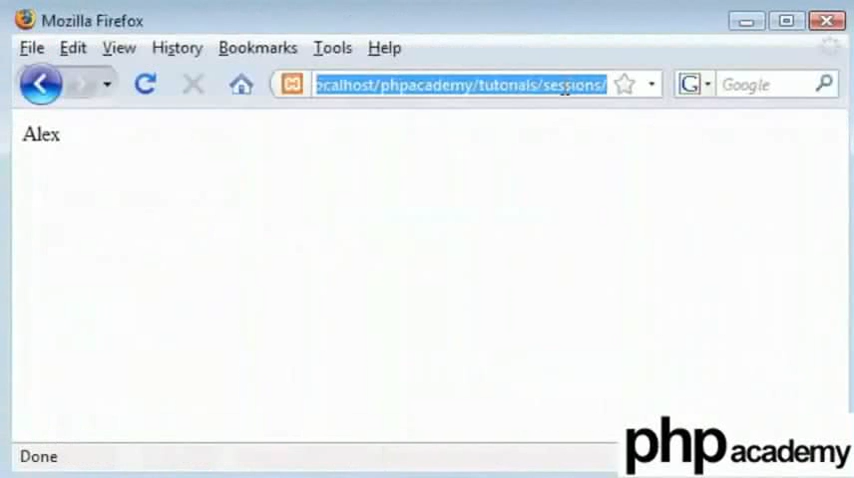 Mozilla Firefox
File Edit View History Bookmarks Tools Help
ocalhost/phpacademy/tutorials/sessions/ G Google
Alex
Done
php academy